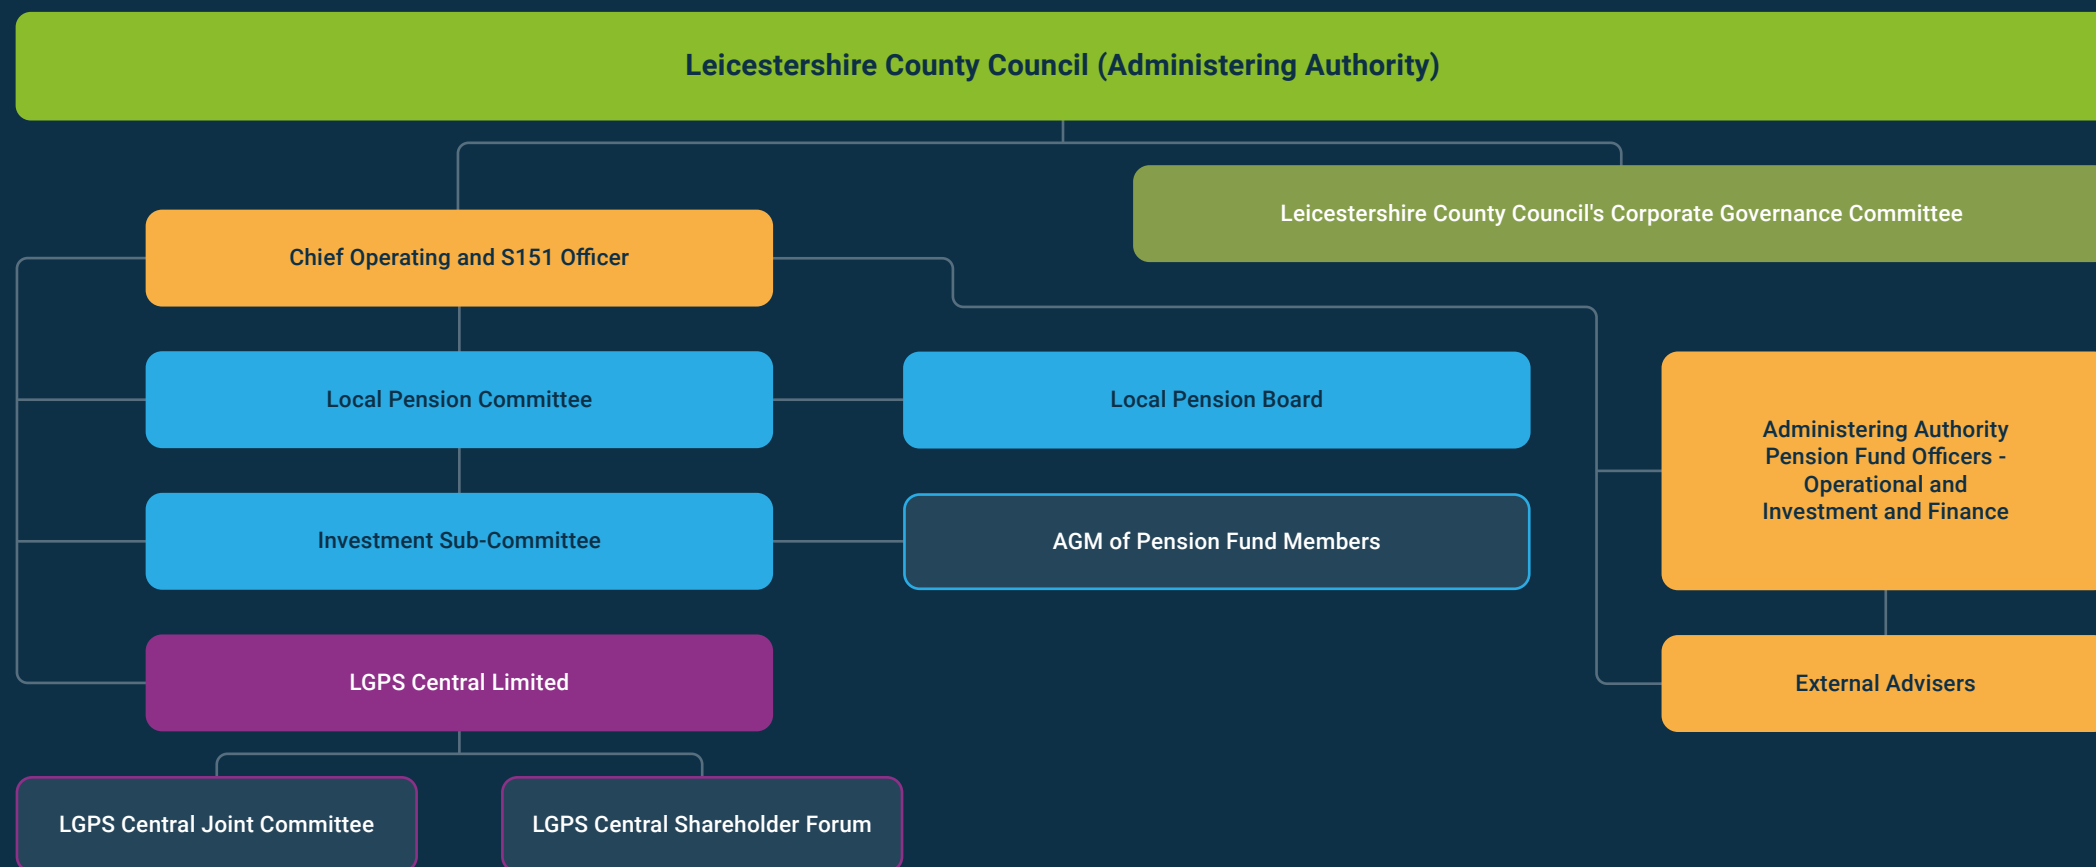 Leicestershire County Council (Administering Authority)
Leicestershire County Council's Corporate Governance Committee
Chief Operating and S151 Officer
Local Pension Committee
Local Pension Board
Administering Authority
Pension Fund Officers -
Operational and
Investment and Finance
Investment Sub-Committee
AGM of Pension Fund Members
LGPS Central Limited
External Advisers
LGPS Central Joint Committee
LGPS Central Shareholder Forum